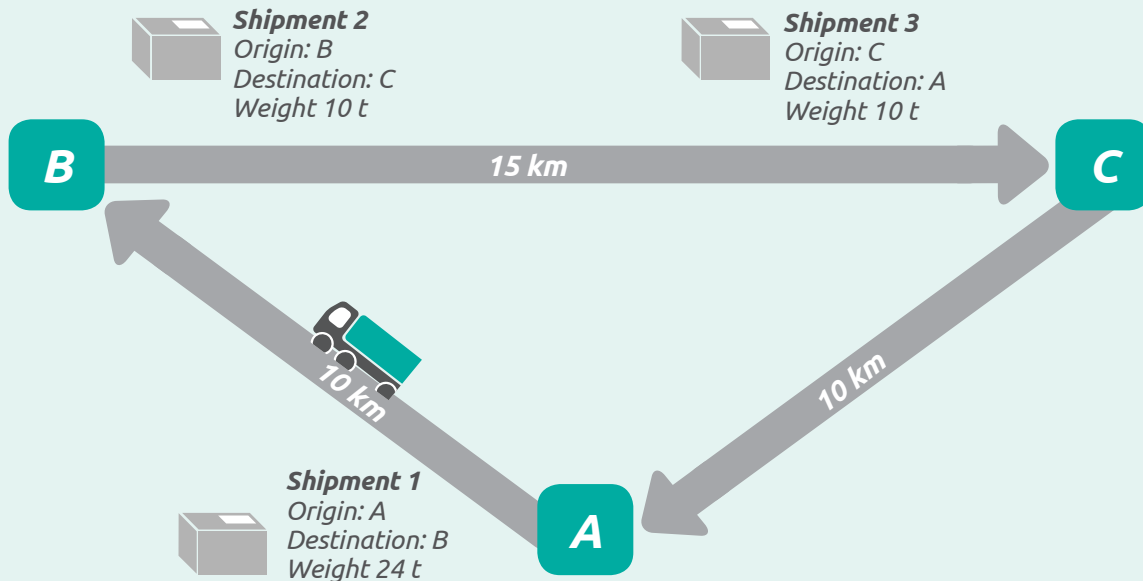 Shipment 2
Origin: B
Destination: C
Weight 10 t
Shipment 3
Origin: C
Destination: A
Weight 10 t
B
15 km
C
10 km
10 km
Shipment 1
Origin: A
Destination: B
Weight 24 t
A